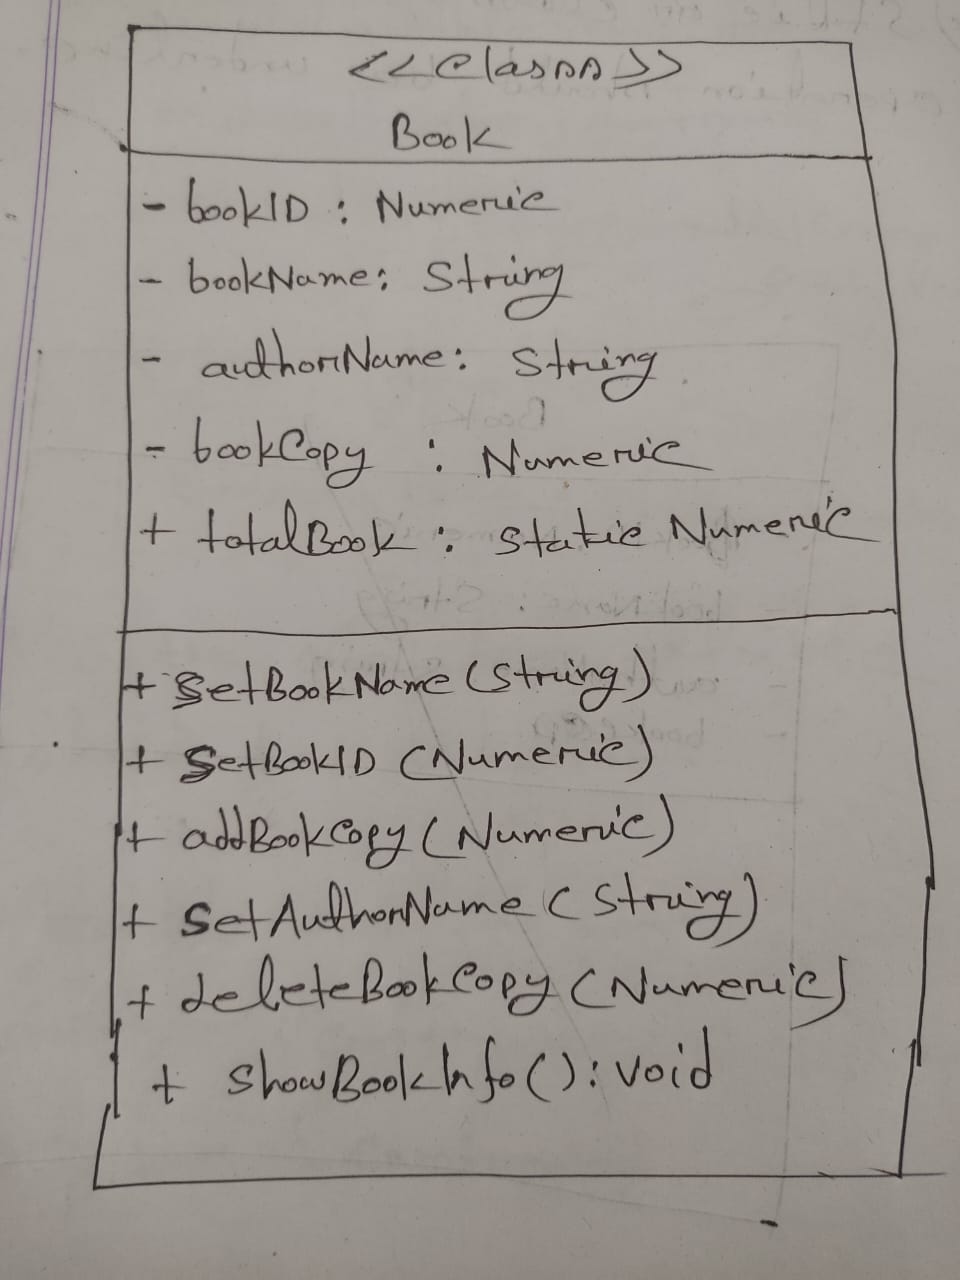 <<Class>>
Book
- bookID : Numeric
- bookName: String
- authorName: String
- bookCopy : Numeric
+ totalBook : static Numeric
+ SetBookName (String)
+ SetBookID (Numeric)
+ addBookCopy (Numeric)
+ SetAuthorName (String)
+ deleteBookCopy (Numeric)
+ showBookInfo() : void